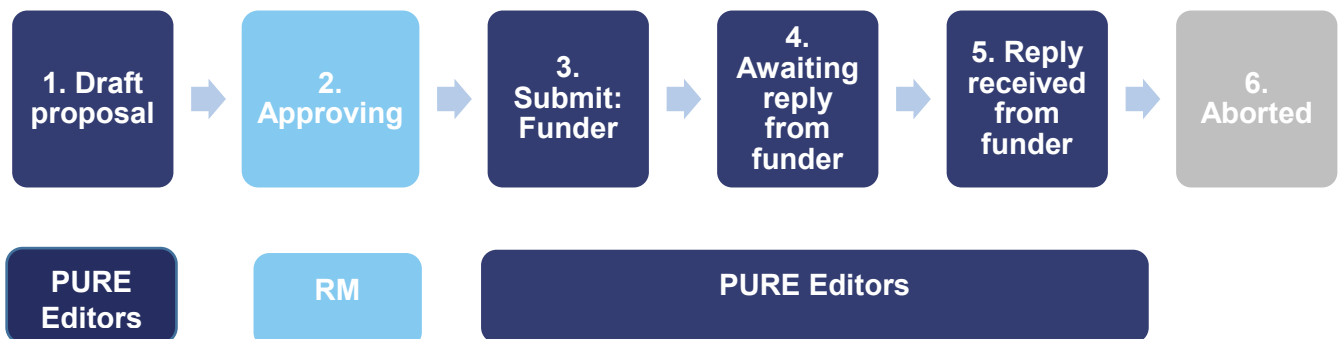 1. Draft
proposal
2.
Approving
3.
Submit:
Funder
4.
Awaiting
reply
from
funder
5. Reply
received
from
funder
6.
Aborted
PURE
Editors
RM
PURE Editors